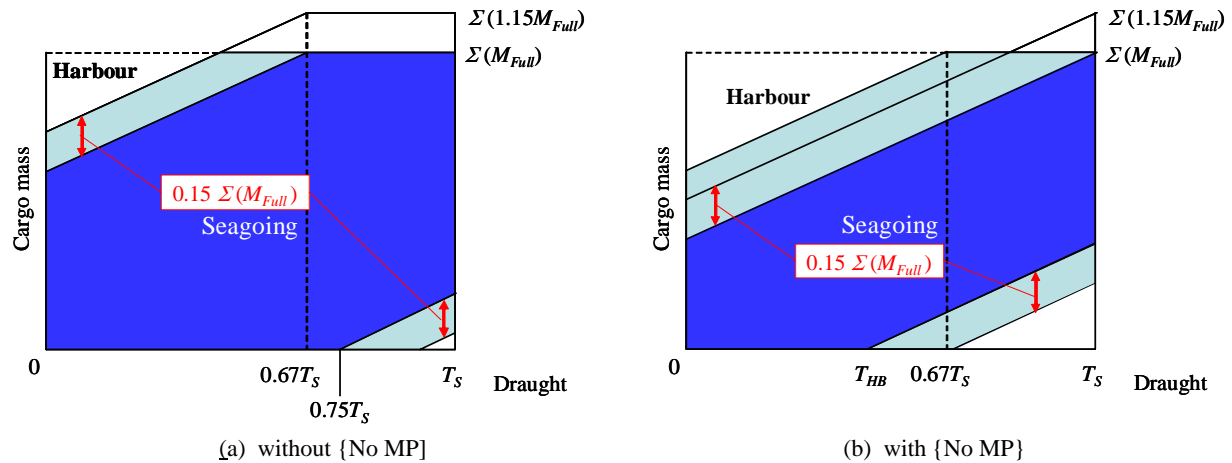 Σ(1.15M_Full)
Σ(M_Full)
Harbour
Cargo mass
0.15 Σ(M_Full)
Seagoing
0
0.67T_S
T_S
Draught
0.75T_S
(a) without {No MP]
Σ(1.15M_Full)
Σ(M_Full)
Harbour
Cargo mass
Seagoing
0.15 Σ(M_Full)
0
T_HB
0.67T_S
T_S
Draught
(b) with {No MP}